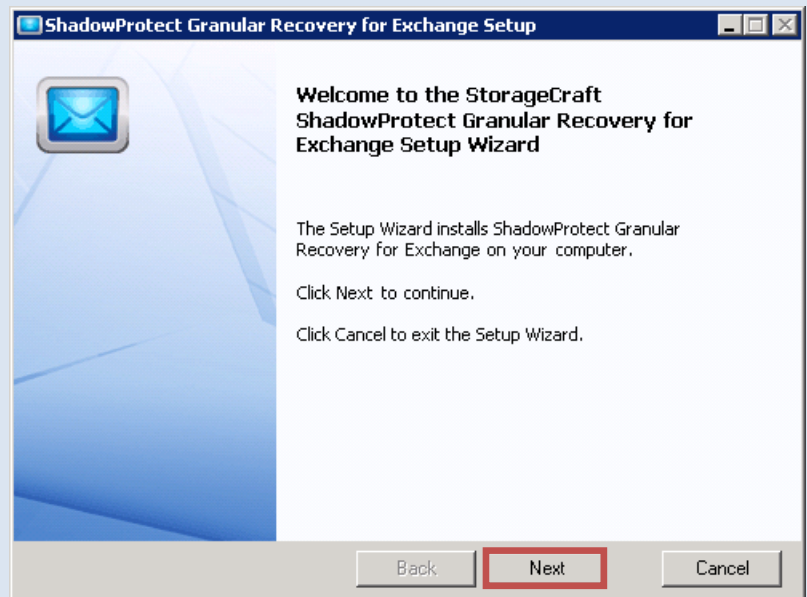 ShadowProtect Granular Recovery for Exchange Setup
Welcome to the StorageCraft
ShadowProtect Granular Recovery for
Exchange Setup Wizard
The Setup Wizard installs ShadowProtect Granular
Recovery for Exchange on your computer.
Click Next to continue.
Click Cancel to exit the Setup Wizard.
Back
Next
Cancel